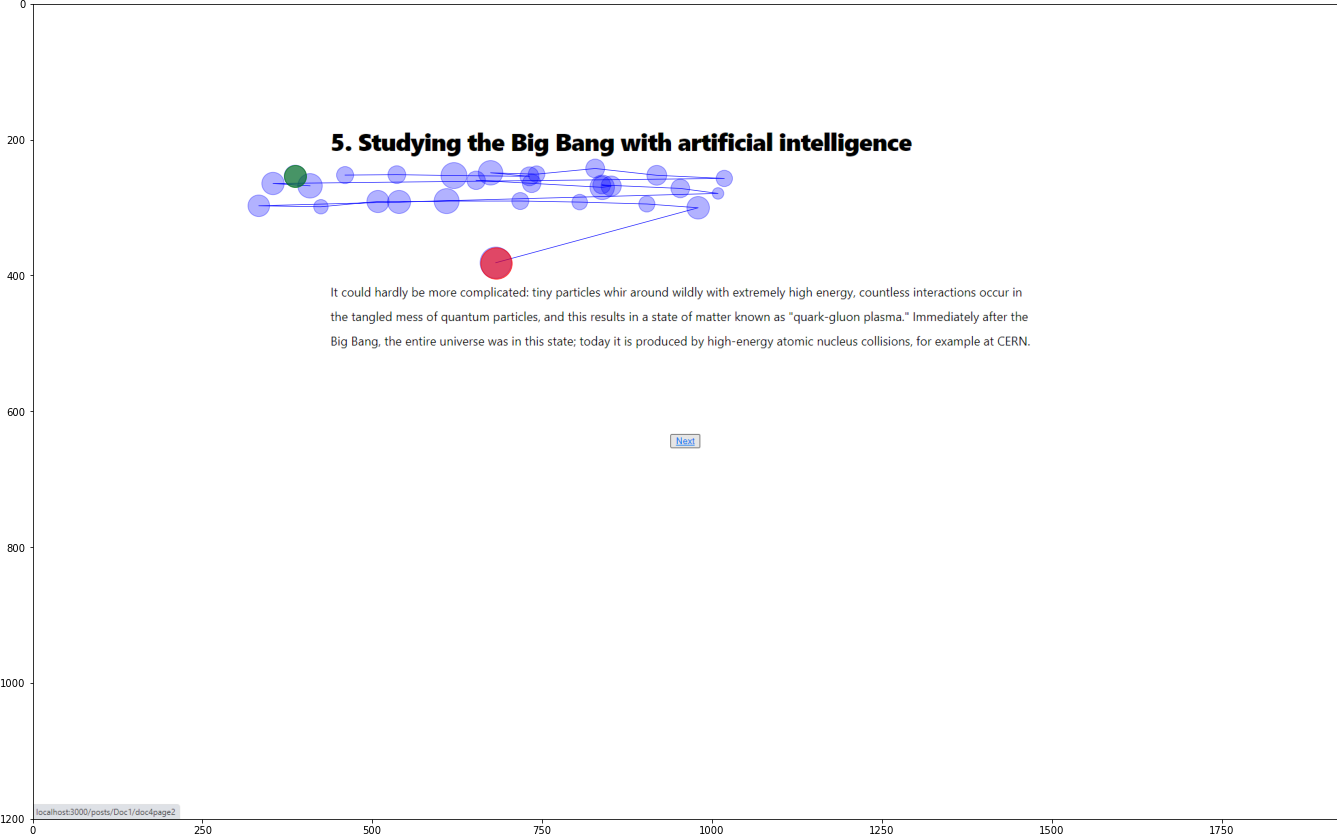 0
200
5. Studying the Big Bang with artificial intelligence
400
It could hardly be more complicated: tiny particles whir around wildly with extremely high energy, countless interactions occur in
the tangled mess of quantum particles, and this results in a state of matter known as "quark-gluon plasma." Immediately after the
Big Bang, the entire universe was in this state; today it is produced by high-energy atomic nucleus collisions, for example at CERN.
600
Next
800
1000
localhost:3000/posts/Doc1/doc4page2
1200
0 250 500 750 1000 1250 1500 1750